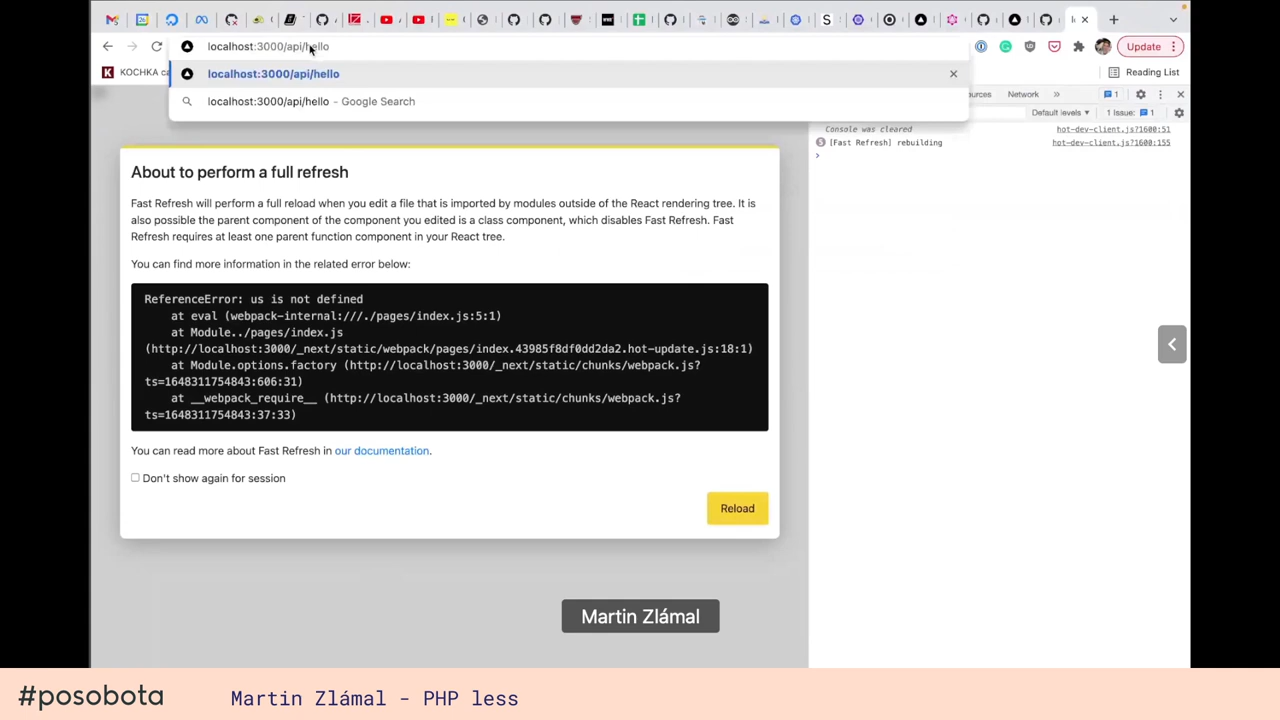 localhost:3000/api/hello
Update
KOCHKA ca
localhost:3000/api/hello
Reading List
localhost:3000/api/hello - Google Search
ources
Network
»
1
Default levels ▾
1 Issue:
1
Console was cleared
hot-dev-client.js?1600:51
5
[Fast Refresh] rebuilding
hot-dev-client.js?1600:155
About to perform a full refresh
Fast Refresh will perform a full reload when you edit a file that is imported by modules outside of the React rendering tree. It is
also possible the parent component of the component you edited is a class component, which disables Fast Refresh. Fast
Refresh requires at least one parent function component in your React tree.
You can find more information in the related error below:
ReferenceError: us is not defined
at eval (webpack-internal:///./pages/index.js:5:1)
at Module../pages/index.js
(http://localhost:3000/_next/static/webpack/pages/index.43985f8df0dd2da2.hot-update.js:18:1)
at Module.options.factory (http://localhost:3000/_next/static/chunks/webpack.js?
ts=1648311754843:606:31)
at __webpack_require__ (http://localhost:3000/_next/static/chunks/webpack.js?
ts=1648311754843:37:33)
You can read more about Fast Refresh in our documentation.
Don't show again for session
Reload
Martin Zlámal
#posobota
Martin Zlámal - PHP less